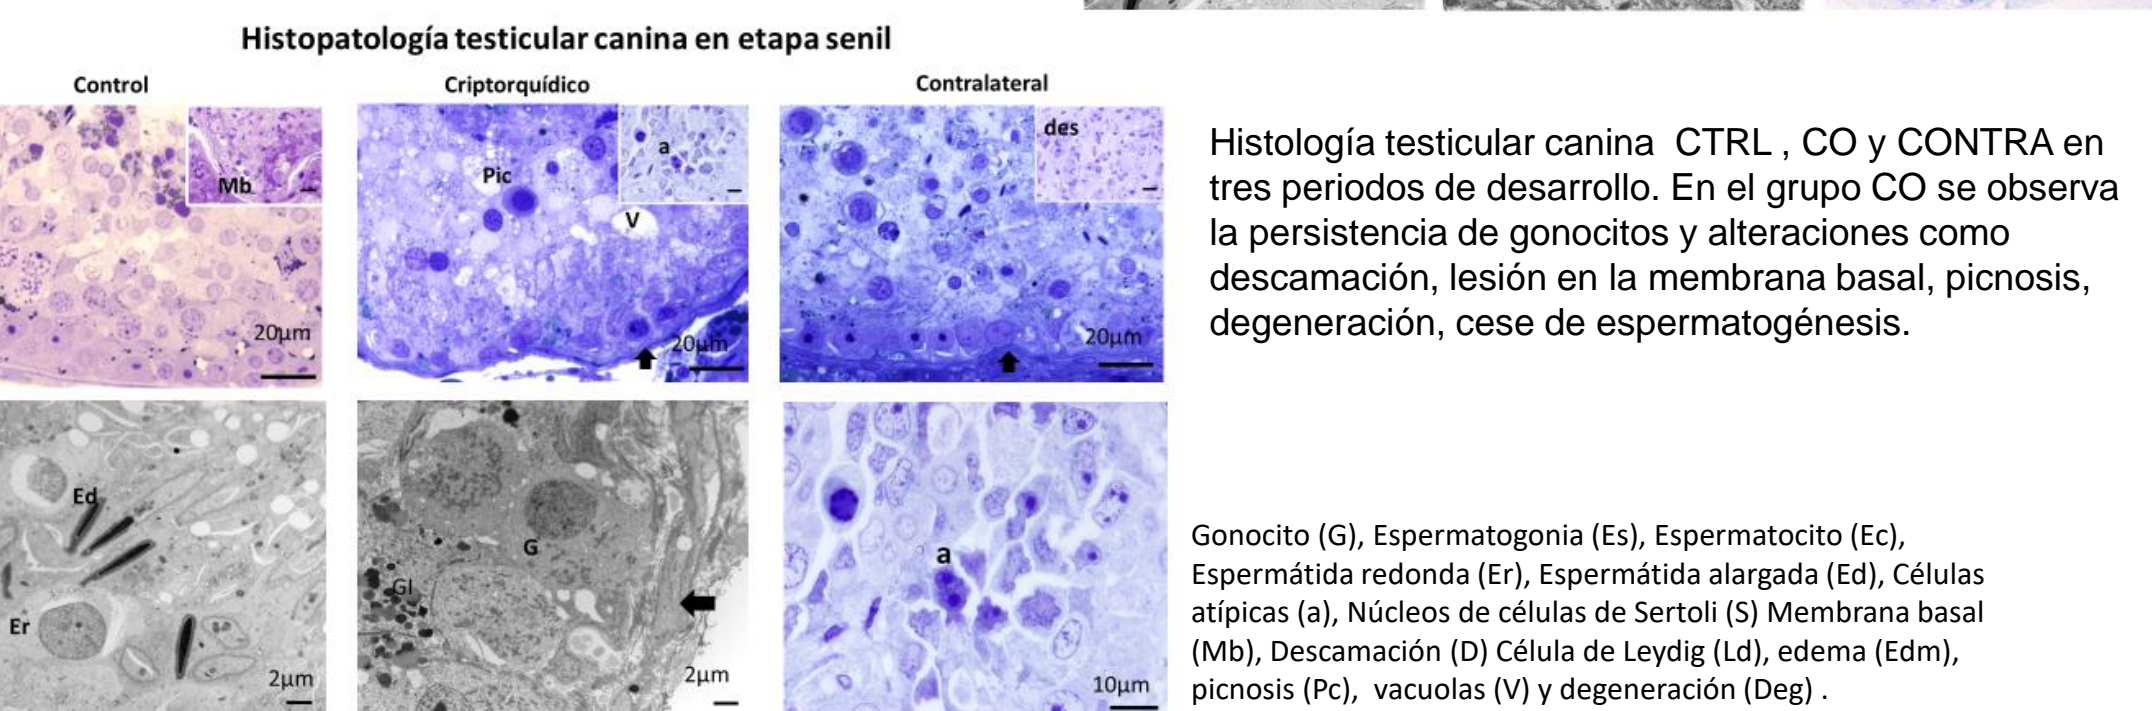 Histopatología testicular canina en etapa senil
Control
Criptorquídico
Contralateral
Mb
20µm
Pic
a
V
20µm
des
20µm
Ed
Er
2µm
G
Gl
2µm
a
10µm
Histología testicular canina CTRL , CO y CONTRA en
tres periodos de desarrollo. En el grupo CO se observa
la persistencia de gonocitos y alteraciones como
descamación, lesión en la membrana basal, picnosis,
degeneración, cese de espermatogénesis.
Gonocito (G), Espermatogonia (Es), Espermatocito (Ec),
Espermátida redonda (Er), Espermátida alargada (Ed), Células
atípicas (a), Núcleos de células de Sertoli (S) Membrana basal
(Mb), Descamación (D) Célula de Leydig (Ld), edema (Edm),
picnosis (Pc), vacuolas (V) y degeneración (Deg) .